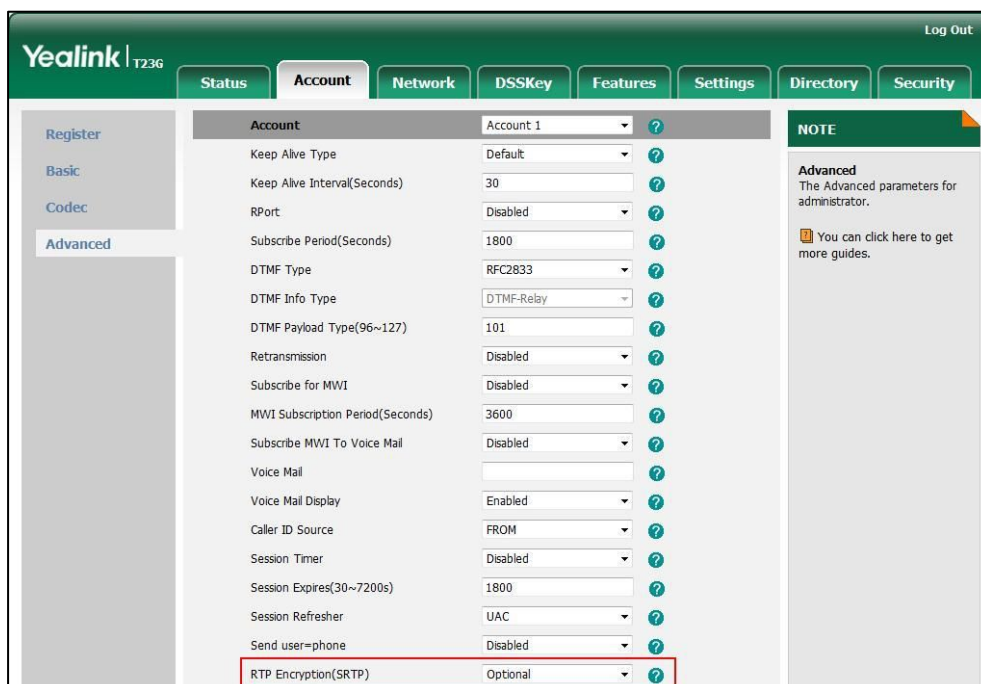 Log Out
Yealink T23G
Status Account Network DSSKey Features Settings Directory Security
Register
Basic
Codec
Advanced
Account Account 1
Keep Alive Type Default
Keep Alive Interval(Seconds) 30
RPort Disabled
Subscribe Period(Seconds) 1800
DTMF Type RFC2833
DTMF Info Type DTMF-Relay
DTMF Payload Type(96~127) 101
Retransmission Disabled
Subscribe for MWI Disabled
MWI Subscription Period(Seconds) 3600
Subscribe MWI To Voice Mail Disabled
Voice Mail
Voice Mail Display Enabled
Caller ID Source FROM
Session Timer Disabled
Session Expires(30~7200s) 1800
Session Refresher UAC
Send user=phone Disabled
RTP Encryption(SRTP) Optional
NOTE
Advanced
The Advanced parameters for
administrator.
You can click here to get
more guides.